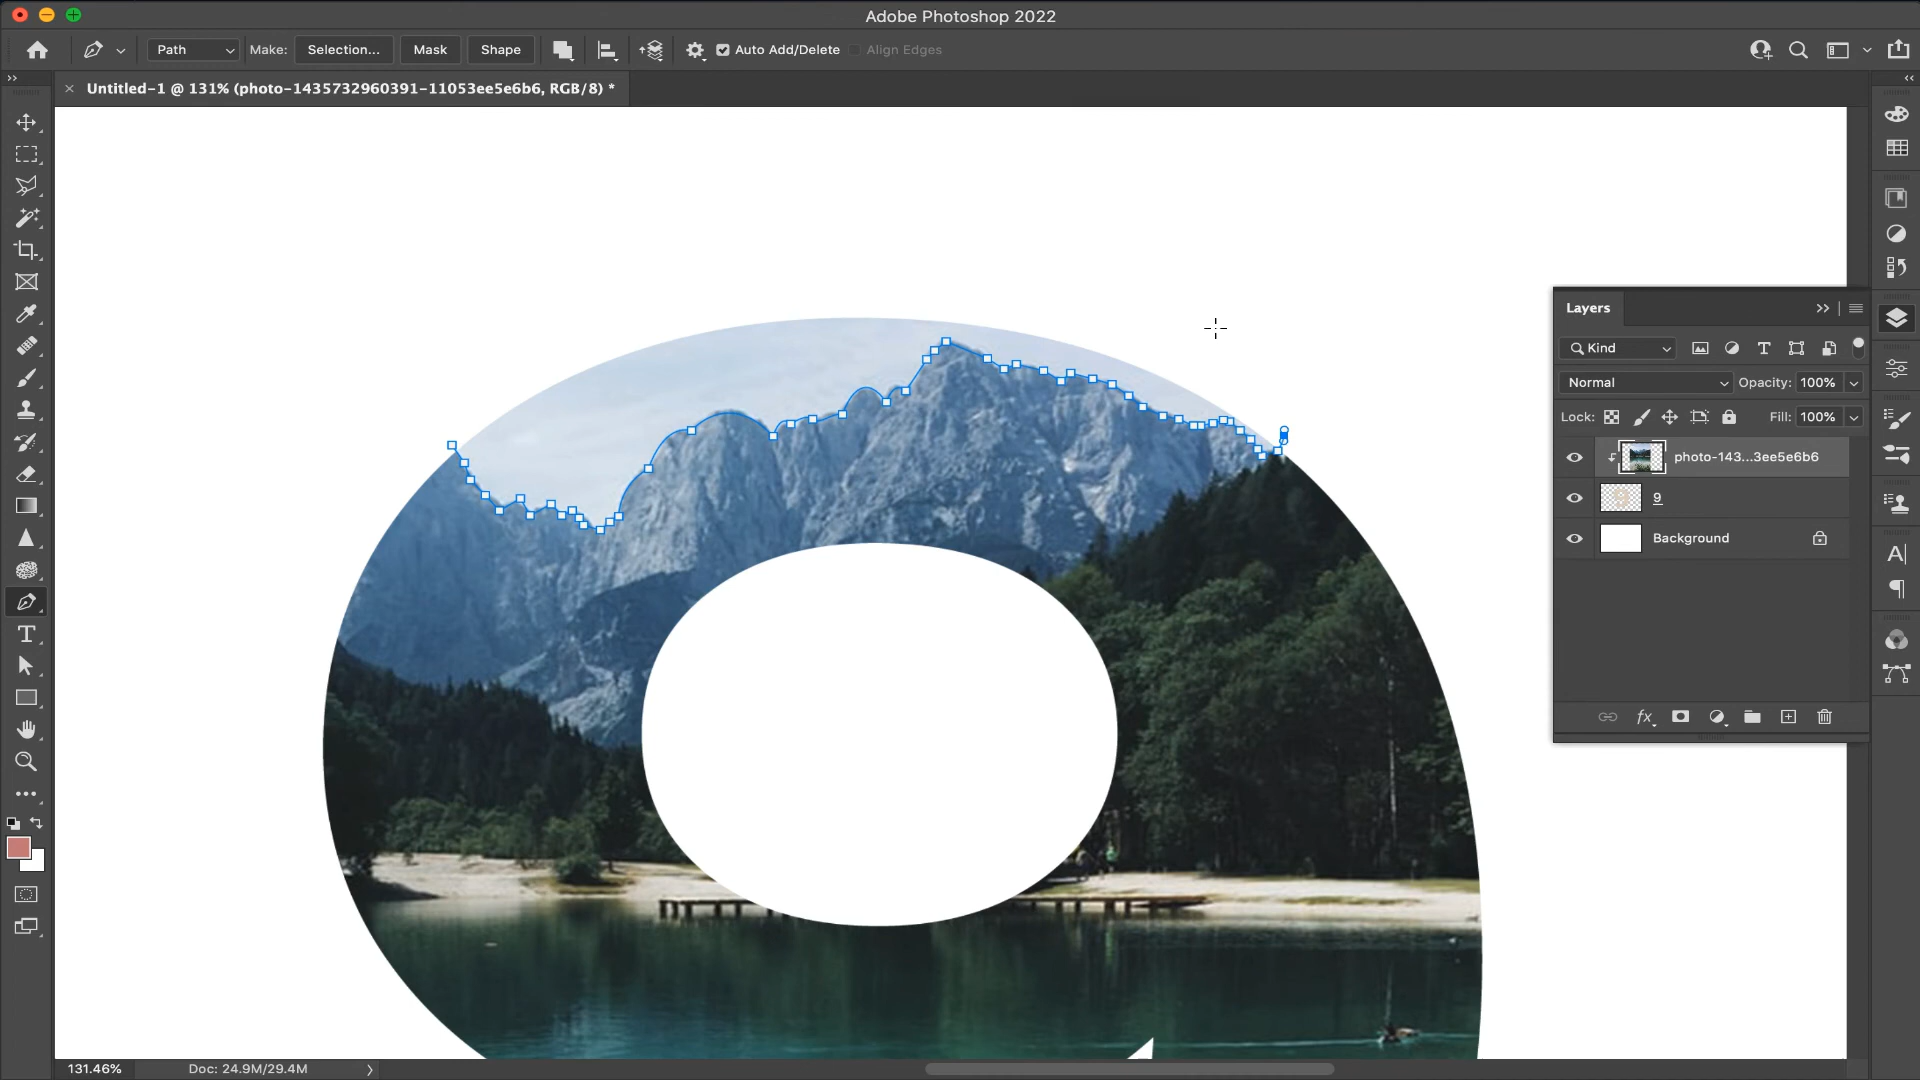 Adobe Photoshop 2022
Path Make: Selection... Mask Shape Auto Add/Delete Align Edges
Untitled-1 @ 131% (photo-1435732960391-11053ee5e6b6, RGB/8) *
Layers
Kind
Normal Opacity: 100%
Lock: Fill: 100%
photo-143...3ee5e6b6
9
Background
fx
131.46% Doc: 24.9M/29.4M